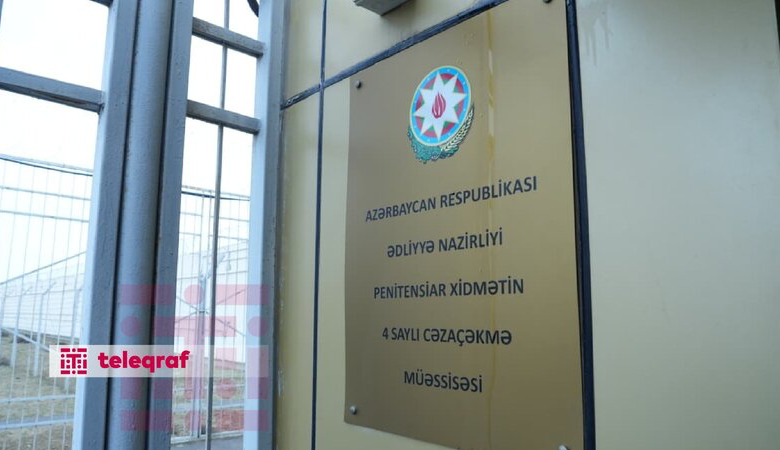 AZƏRBAYCAN RESPUBLİKASI
ƏDLİYYƏ NAZİRLİYİ
PENİTENSİAR XİDMƏTİN
4 SAYLI CƏZAÇƏKMƏ
MÜƏSSİSƏSİ
teleqraf